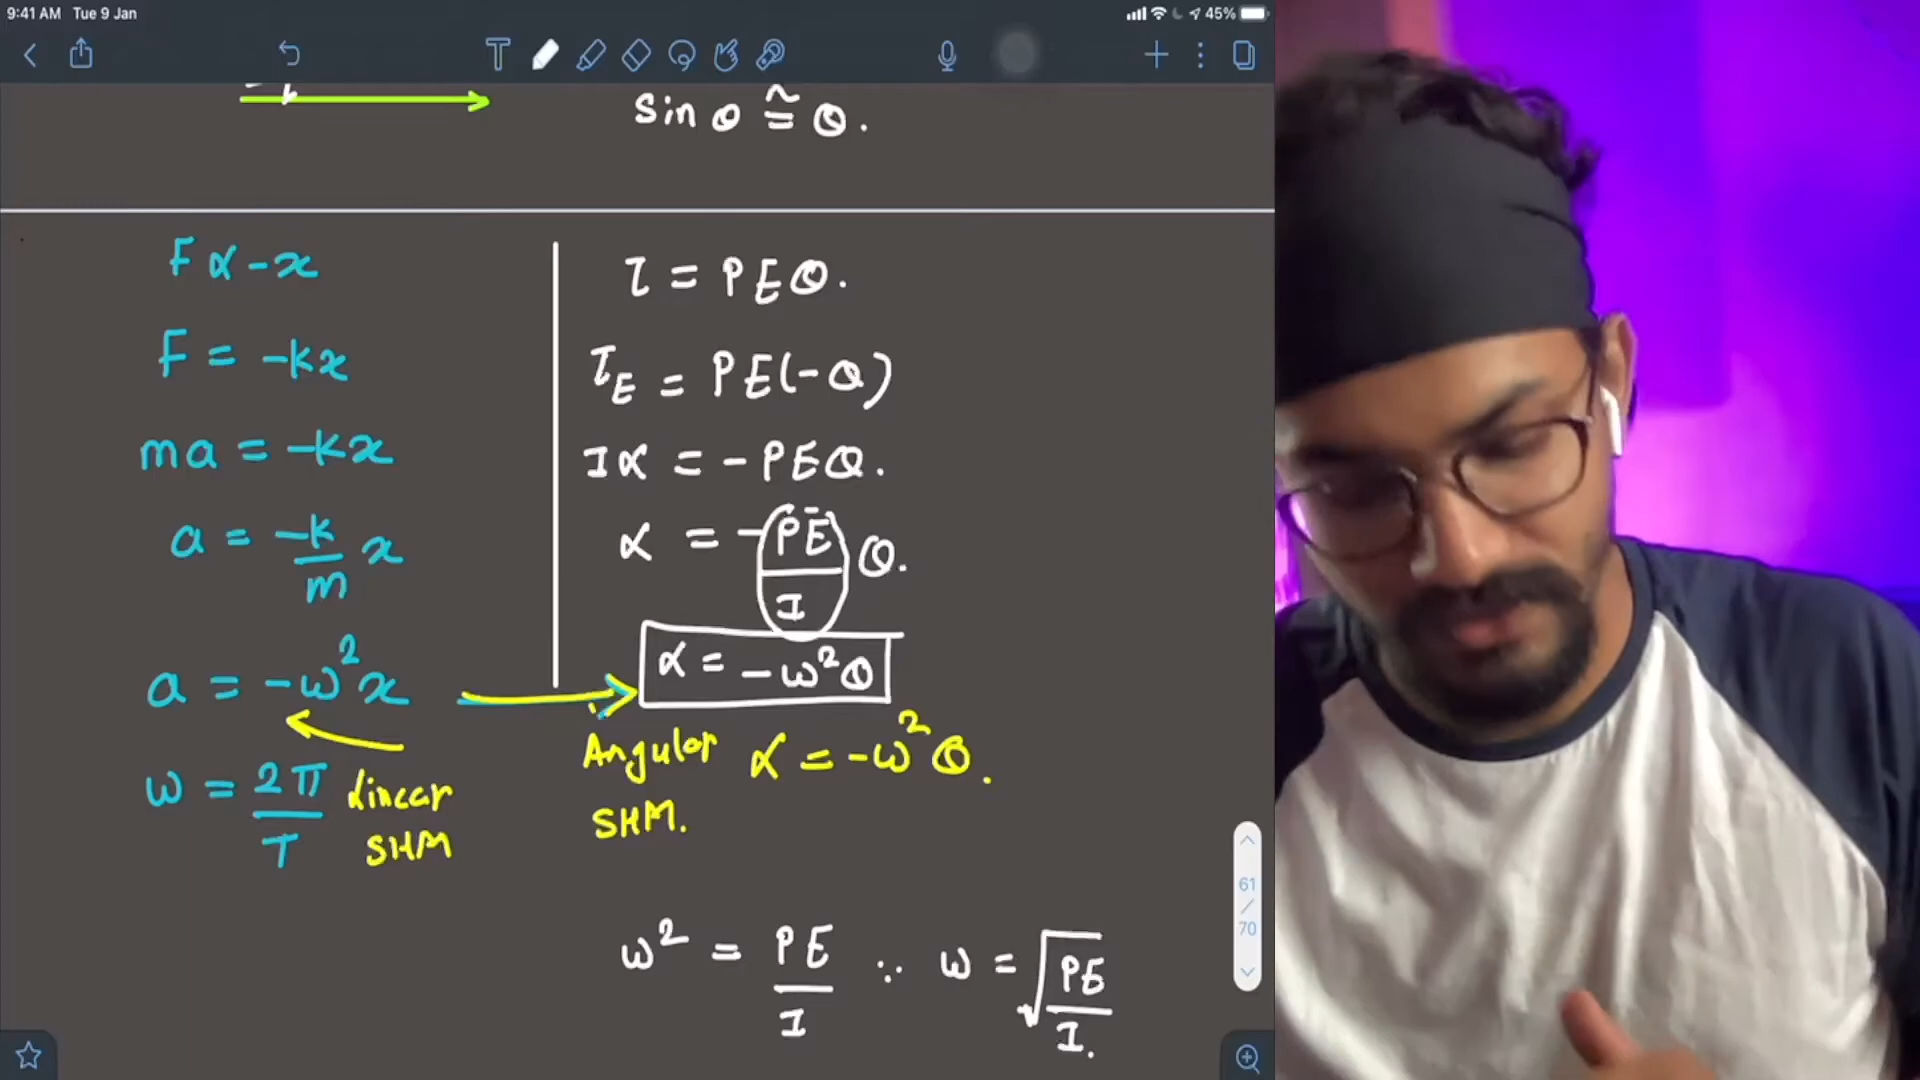 9:41 AM Tue 9 Jan
45%
Sin θ ≅ θ.
F α -x
F = -kx
ma = -kx
a = -k/m x
a = -ω²x
ω = 2π/T
Linear
SHM
τ = PEθ.
τE = PE(-θ)
Iα = -PEθ.
α = -PE/I θ.
α = -ω²θ
Angular
SHM.
α = -ω²θ.
ω² = PE/I ∴ ω = √PE/I.
61
/
70